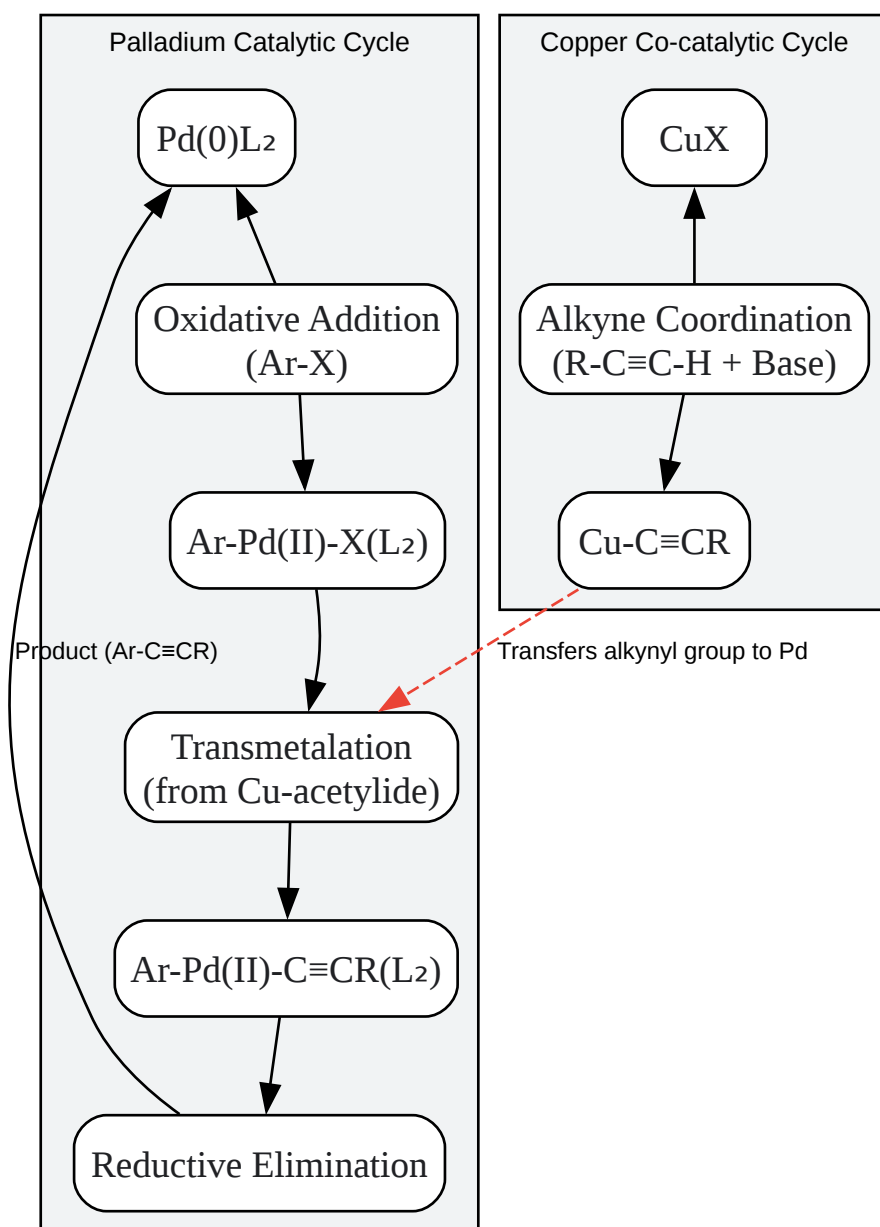 Palladium Catalytic Cycle
Pd(0)L₂
Oxidative Addition
(Ar-X)
Ar-Pd(II)-X(L₂)
Product (Ar-C≡CR)
Transmetalation
(from Cu-acetylide)
Ar-Pd(II)-C≡CR(L₂)
Reductive Elimination
Copper Co-catalytic Cycle
CuX
Alkyne Coordination
(R-C≡C-H + Base)
Cu-C≡CR
Transfers alkynyl group to Pd